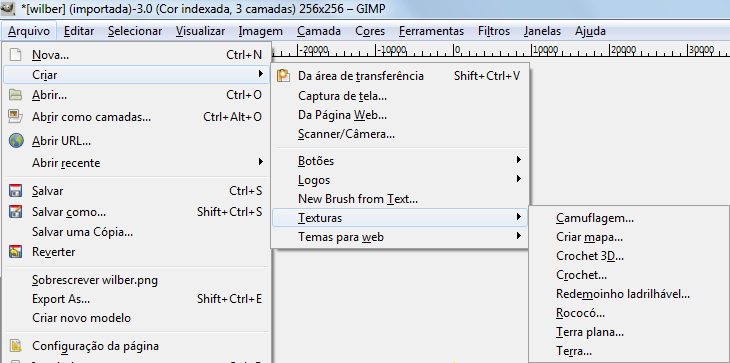 *[wilber] (importada)-3.0 (Cor indexada, 3 camadas) 256x256 – GIMP
Arquivo Editar Selecionar Visualizar Imagem Camada Cores Ferramentas Filtros Janelas Ajuda
-20000 -10000 0 10000 20000 30000
Nova... Ctrl+N
Criar
Abrir... Ctrl+O
Abrir como camadas... Ctrl+Alt+O
Abrir URL...
Abrir recente
Salvar Ctrl+S
Salvar como... Shift+Ctrl+S
Salvar uma Cópia...
Reverter
Sobrescrever wilber.png
Export As... Shift+Ctrl+E
Criar novo modelo
Configuração da página
Da área de transferência Shift+Ctrl+V
Captura de tela...
Da Página Web...
Scanner/Câmera...
Botões
Logos
New Brush from Text...
Texturas
Temas para web
Camuflagem...
Criar mapa...
Crochet 3D...
Crochet...
Redemoinho ladrilhável...
Rococó...
Terra plana...
Terra...